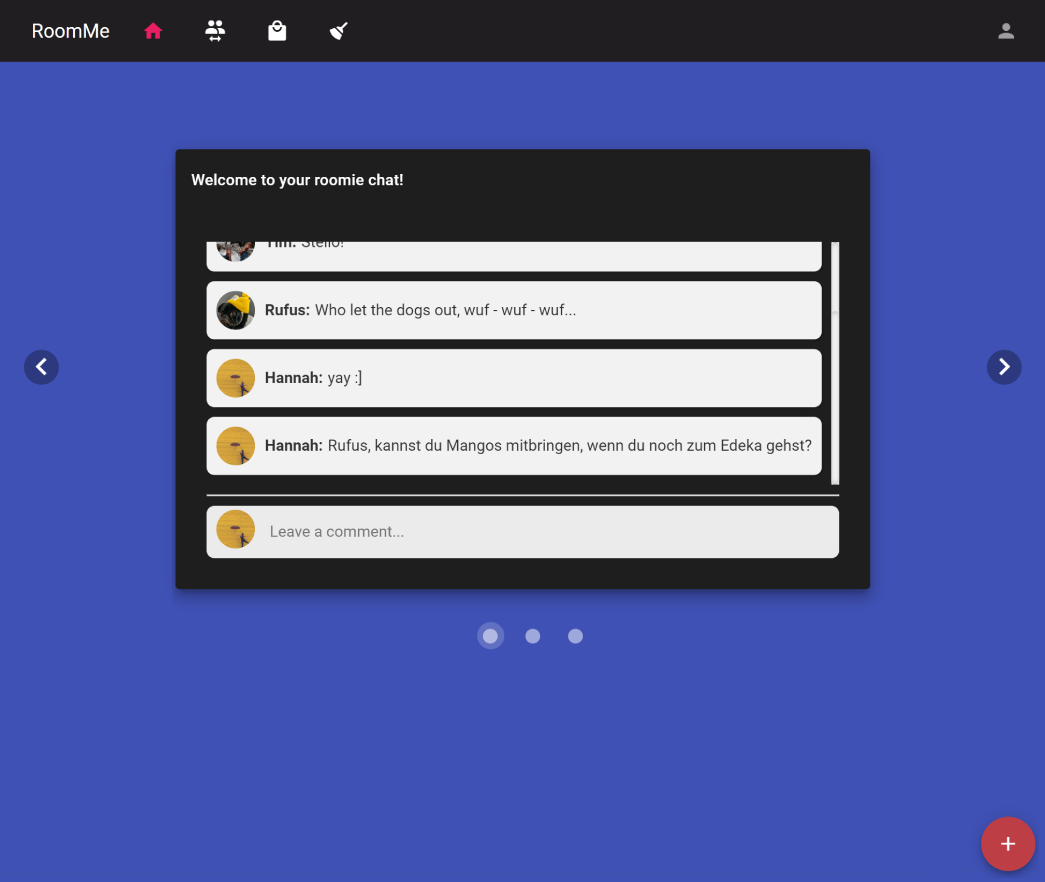 RoomMe
Welcome to your roomie chat!
Tim: Stello!
Rufus: Who let the dogs out, wuf - wuf - wuf...
Hannah: yay :]
Hannah: Rufus, kannst du Mangos mitbringen, wenn du noch zum Edeka gehst?
Leave a comment...